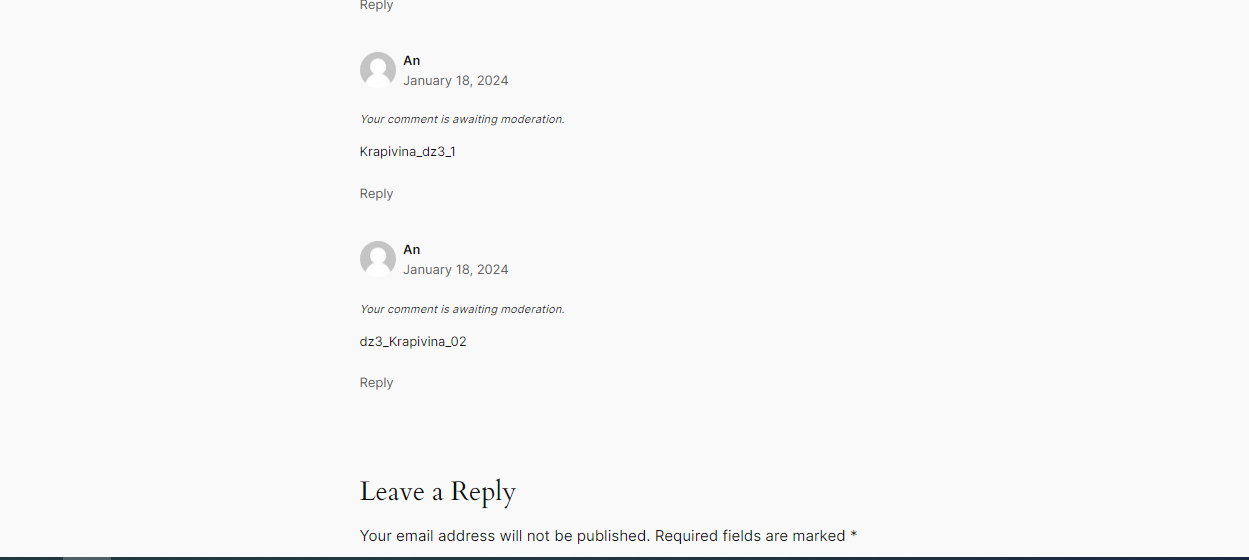 Reply
An
January 18, 2024
Your comment is awaiting moderation.
Krapivina_dz3_1
Reply
An
January 18, 2024
Your comment is awaiting moderation.
dz3_Krapivina_02
Reply
Leave a Reply
Your email address will not be published. Required fields are marked *